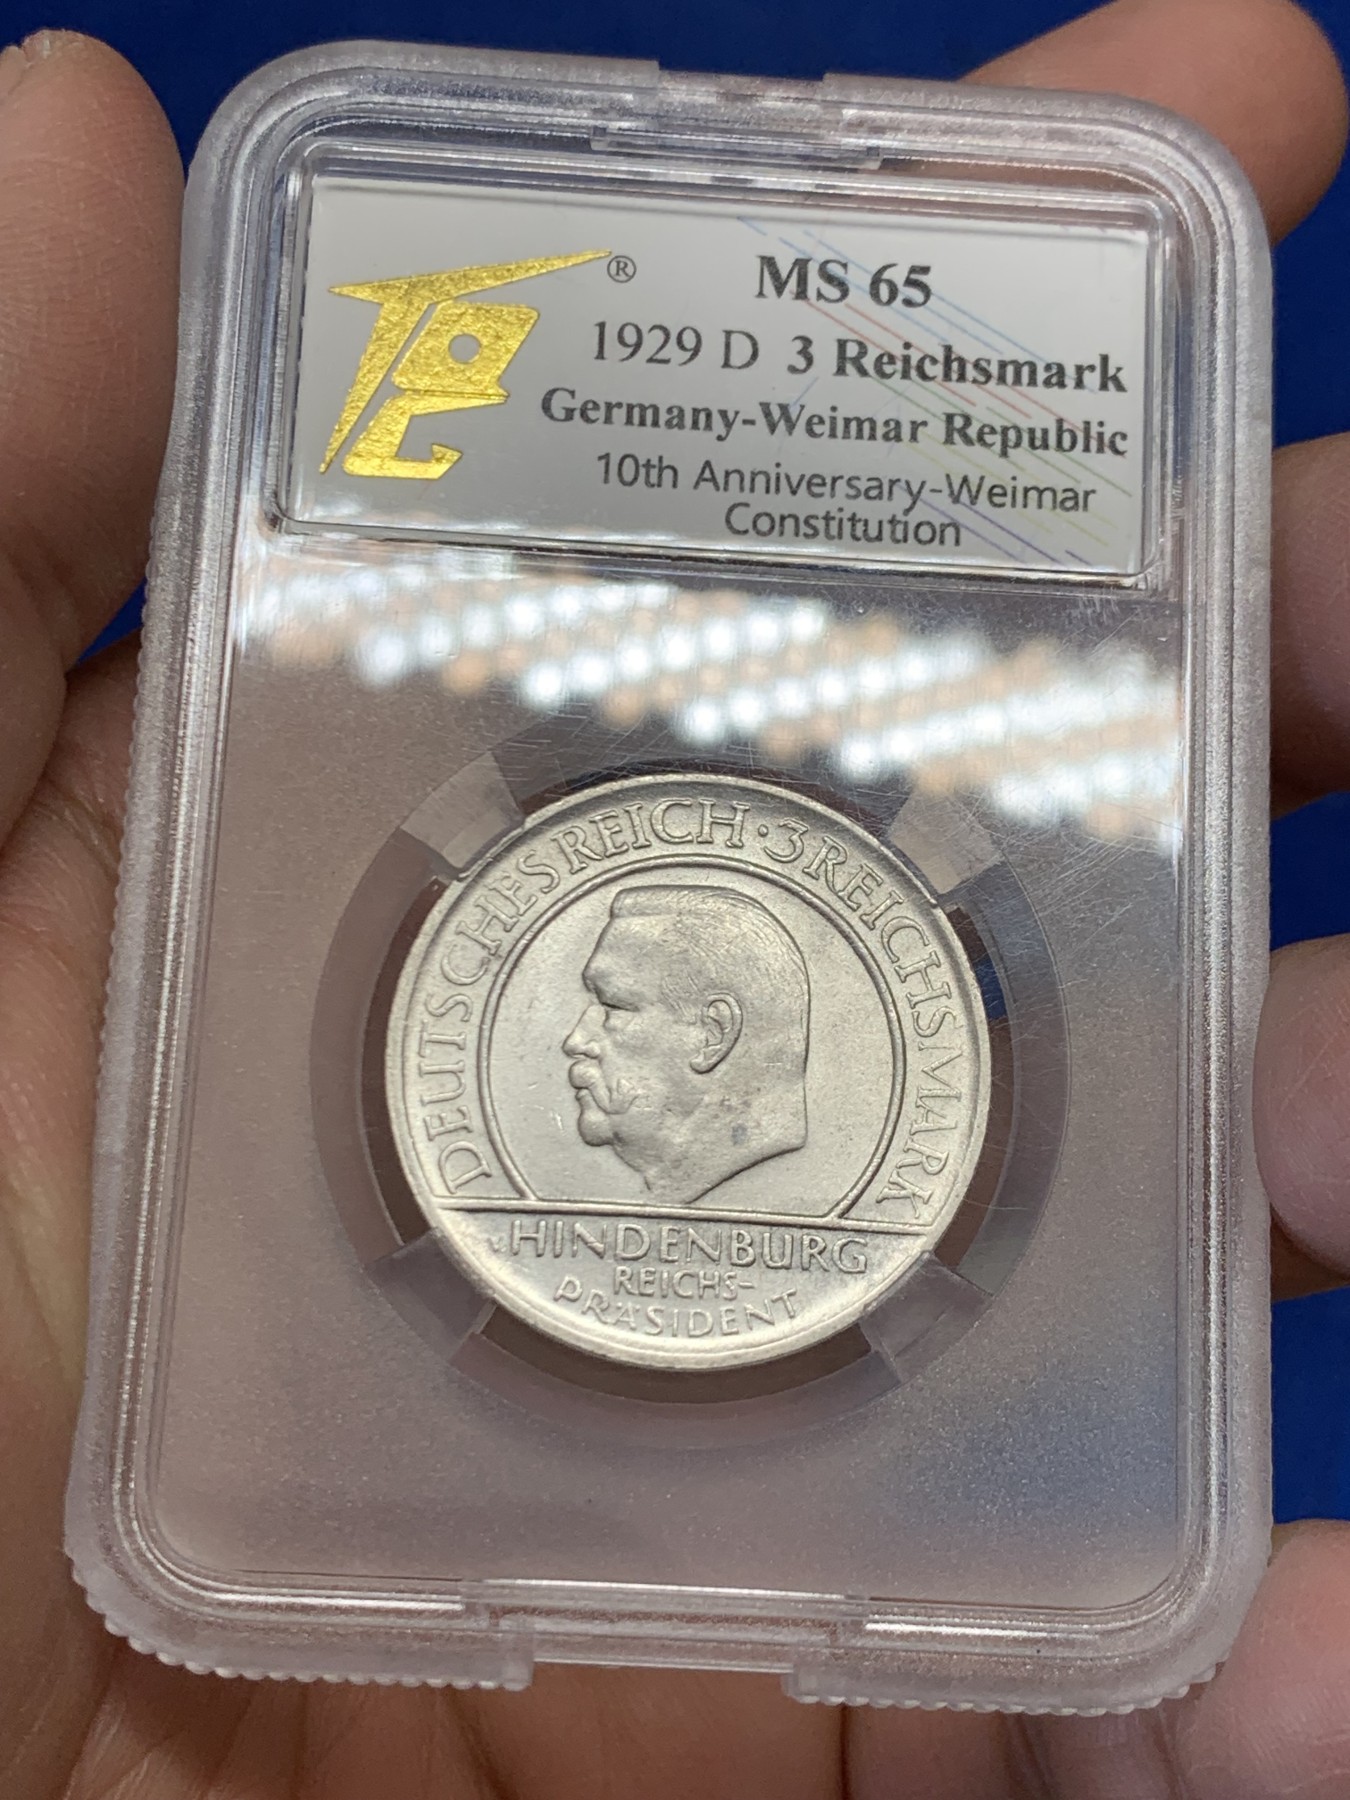 ®
MS 65
1929 D 3 Reichsmark
Germany-Weimar Republic
10th Anniversary-Weimar
Constitution
DEUTSCHES REICH · 3 REICHSMARK
HINDENBURG
REICHS-
PRÄSIDENT